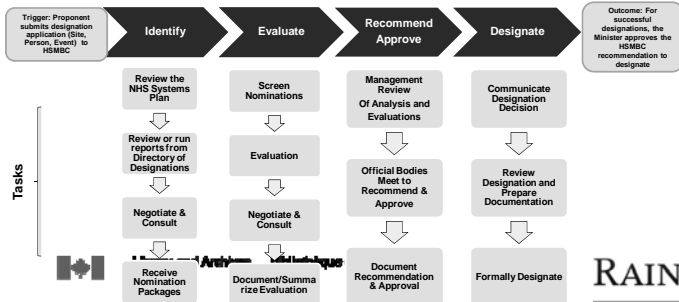 Trigger: Proponent
submits designation
application (Site,
Person, Event) to
HSMBC
Identify
Evaluate
Recommend
Approve
Designate
Outcome: For
successful
designations, the
Minister approves the
HSMBC
recommendation to
designate
Tasks
Review the
NHS Systems
Plan
Review or run
reports from
Directory of
Designations
Negotiate &
Consult
Receive
Nomination
Packages
Screen
Nominations
Evaluation
Negotiate &
Consult
Document/Summa
rize Evaluation
Management
Review
Of Analysis and
Evaluations
Official Bodies
Meet to
Recommend &
Approve
Document
Recommendation
& Approval
Communicate
Designation
Decision
Review
Designation and
Prepare
Documentation
Formally Designate
RAIN